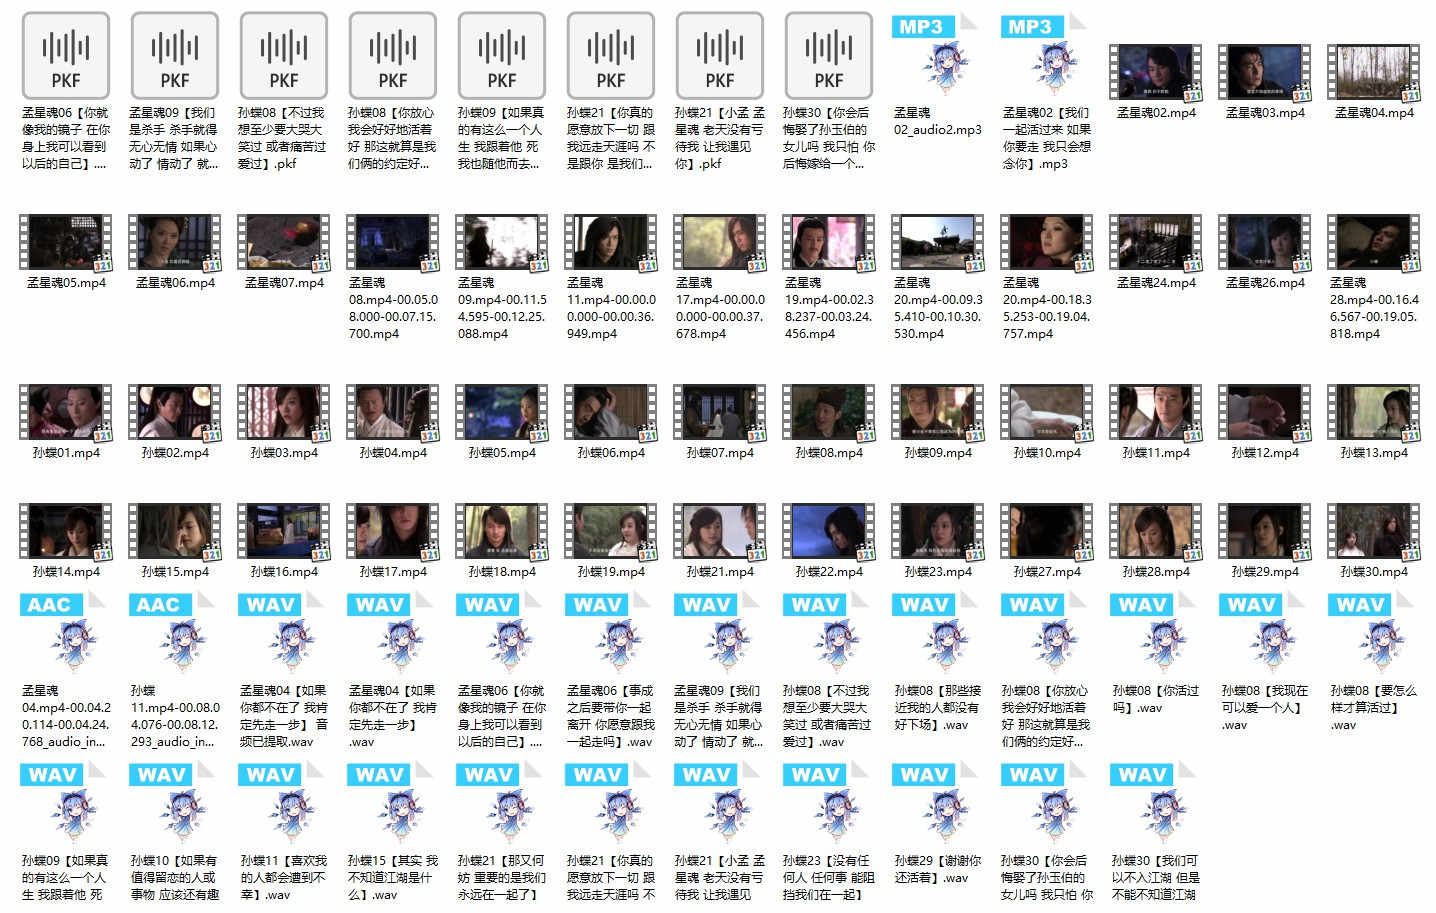 PKF
PKF
PKF
PKF
PKF
PKF
PKF
PKF
MP3
MP3
孟星魂06【你就
像我的镜子 在你
身上我可以看到
以后的自己】....
孟星魂09【我们
是杀手 杀手就得
无心无情 如果心
动了 情动了 就...
孙蝶08【不过我
想至少要大哭大
笑过 或者痛苦过
爱过】.pkf
孙蝶08【你放心
我会好好地活着
好 那这就算是我
们俩的约定好...
孙蝶09【如果真
的有这么一个人
生 我跟着他 死
我也随他而去...
孙蝶21【你真的
愿意放下一切 跟
我远走天涯吗 不
是跟你 是我们...
孙蝶21【小孟 孟
星魂 老天没有亏
待我 让我遇见
你】.pkf
孙蝶30【你会后
悔娶了孙玉伯的
女儿吗 我只怕 你
后悔嫁给一个...
孟星魂
02_audio2.mp3
孟星魂02【我们
一起活过来 如果
你要走 我只会想
念你】.mp3
孟星魂02.mp4
孟星魂03.mp4
孟星魂04.mp4
孟星魂05.mp4
孟星魂06.mp4
孟星魂07.mp4
孟星魂
08.mp4-00.05.0
8.000-00.07.15.
700.mp4
孟星魂
09.mp4-00.11.5
4.595-00.12.25.
088.mp4
孟星魂
11.mp4-00.00.0
0.000-00.00.36.
949.mp4
孟星魂
17.mp4-00.00.0
0.000-00.00.37.
678.mp4
孟星魂
19.mp4-00.02.3
8.237-00.03.24.
456.mp4
孟星魂
20.mp4-00.09.3
5.410-00.10.30.
530.mp4
孟星魂
20.mp4-00.18.3
5.253-00.19.04.
757.mp4
孟星魂24.mp4
孟星魂26.mp4
孟星魂
28.mp4-00.16.4
6.567-00.19.05.
818.mp4
孙蝶01.mp4
孙蝶02.mp4
孙蝶03.mp4
孙蝶04.mp4
孙蝶05.mp4
孙蝶06.mp4
孙蝶07.mp4
孙蝶08.mp4
孙蝶09.mp4
孙蝶10.mp4
孙蝶11.mp4
孙蝶12.mp4
孙蝶13.mp4
孙蝶14.mp4
孙蝶15.mp4
孙蝶16.mp4
孙蝶17.mp4
孙蝶18.mp4
孙蝶19.mp4
孙蝶21.mp4
孙蝶22.mp4
孙蝶23.mp4
孙蝶27.mp4
孙蝶28.mp4
孙蝶29.mp4
孙蝶30.mp4
AAC
AAC
WAV
WAV
WAV
WAV
WAV
WAV
WAV
WAV
WAV
WAV
WAV
孟星魂
04.mp4-00.04.2
0.114-00.04.24.
768_audio_in...
孙蝶
11.mp4-00.08.0
4.076-00.08.12.
293_audio_in...
孟星魂04【如果
你都不在了 我肯
定先走一步】 音
频已提取.wav
孟星魂04【如果
你都不在了 我肯
定先走一步】
.wav
孟星魂06【你就
像我的镜子 在你
身上我可以看到
以后的自己】....
孟星魂06【事成
之后要带你一起
离开 你愿意跟我
一起走吗】.wav
孟星魂09【我们
是杀手 杀手就得
无心无情 如果心
动了 情动了 就...
孙蝶08【不过我
想至少要大哭大
笑过 或者痛苦过
爱过】.wav
孙蝶08【那些接
近我的人都没有
好下场】.wav
孙蝶08【你放心
我会好好地活着
好 那这就算是我
们俩的约定好...
孙蝶08【你活过
吗】.wav
孙蝶08【我现在
可以爱一个人】
.wav
孙蝶08【要怎么
样才算活过】
.wav
WAV
WAV
WAV
WAV
WAV
WAV
WAV
WAV
WAV
WAV
WAV
孙蝶09【如果真
的有这么一个人
生 我跟着他 死
孙蝶10【如果有
值得留恋的人或
事物 应该还有趣
孙蝶11【喜欢我
的人都会遭到不
幸】.wav
孙蝶15【其实 我
不知道江湖是什
么】.wav
孙蝶21【那又何
妨 重要的是我们
永远在一起了】
孙蝶21【你真的
愿意放下一切 跟
我远走天涯吗 不
孙蝶21【小孟 孟
星魂 老天没有亏
待我 让我遇见
孙蝶23【没有任
何人 任何事 能阻
挡我们在一起】
孙蝶29【谢谢你
还活着】.wav
孙蝶30【你会后
悔娶了孙玉伯的
女儿吗 我只怕 你
孙蝶30【我们可
以不入江湖 但是
不能不知道江湖